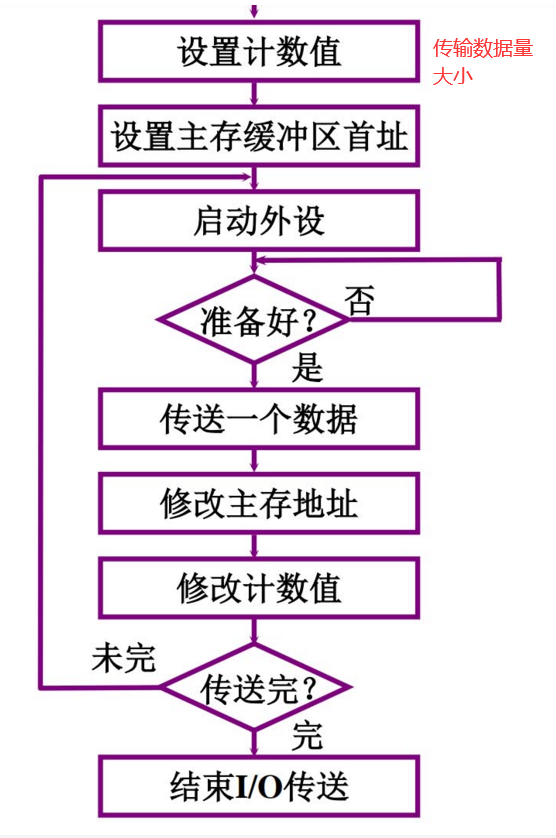 设置计数值
传输数据量
大小
设置主存缓冲区首址
启动外设
准备好？
否
是
传送一个数据
修改主存地址
修改计数值
未完
传送完？
完
结束I/O传送